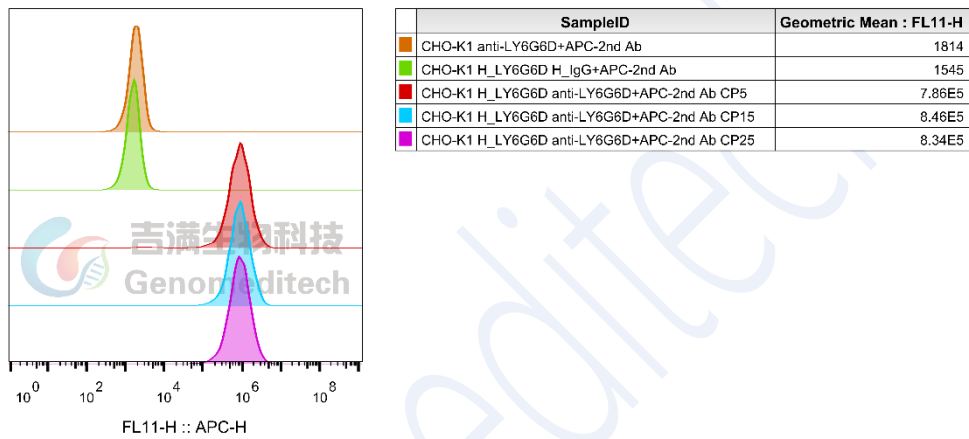 SampleID Geometric Mean : FL11-H
CHO-K1 anti-LY6G6D+APC-2nd Ab 1814
CHO-K1 H_LY6G6D H_IgG+APC-2nd Ab 1545
CHO-K1 H_LY6G6D anti-LY6G6D+APC-2nd Ab CP5 7.86E5
CHO-K1 H_LY6G6D anti-LY6G6D+APC-2nd Ab CP15 8.46E5
CHO-K1 H_LY6G6D anti-LY6G6D+APC-2nd Ab CP25 8.34E5
吉满生物科技
Genomeditech
10^0 10^2 10^4 10^6 10^8
FL11-H :: APC-H
editech